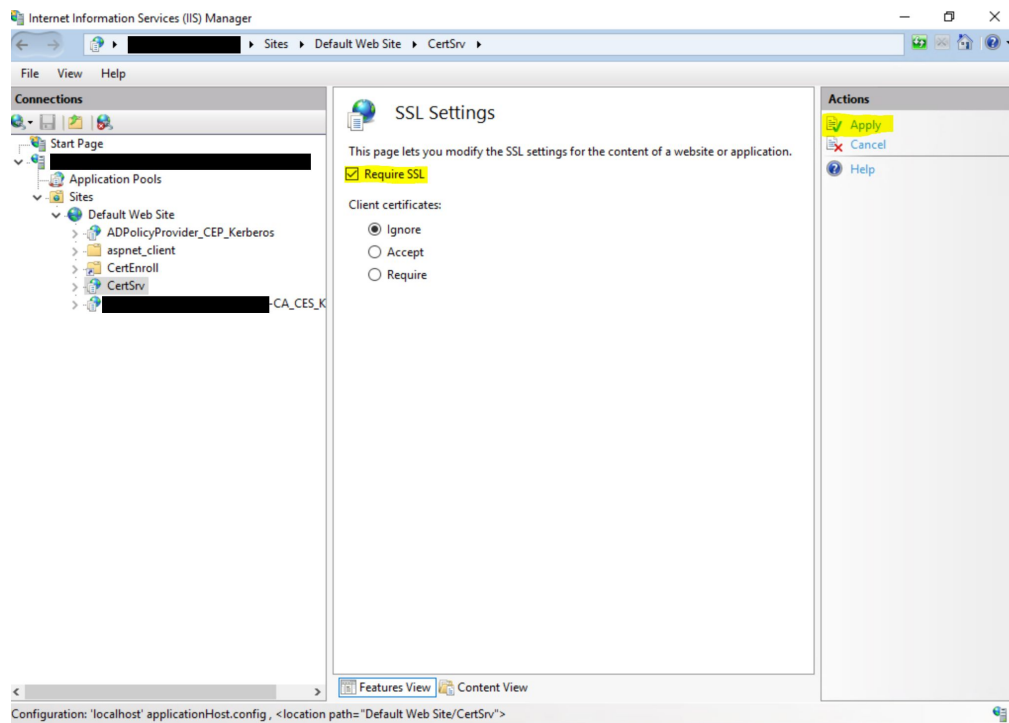 Internet Information Services (IIS) Manager
Sites Default Web Site CertSrv
File View Help
Connections
Start Page
Application Pools
Sites
Default Web Site
ADPolicyProvider_CEP_Kerberos
aspnet_client
CertEnroll
CertSrv
-CA_CES_K
SSL Settings
This page lets you modify the SSL settings for the content of a website or application.
Require SSL
Client certificates:
Ignore
Accept
Require
Features View Content View
Actions
Apply
Cancel
Help
Configuration: 'localhost' applicationHost.config , <location path="Default Web Site/CertSrv">